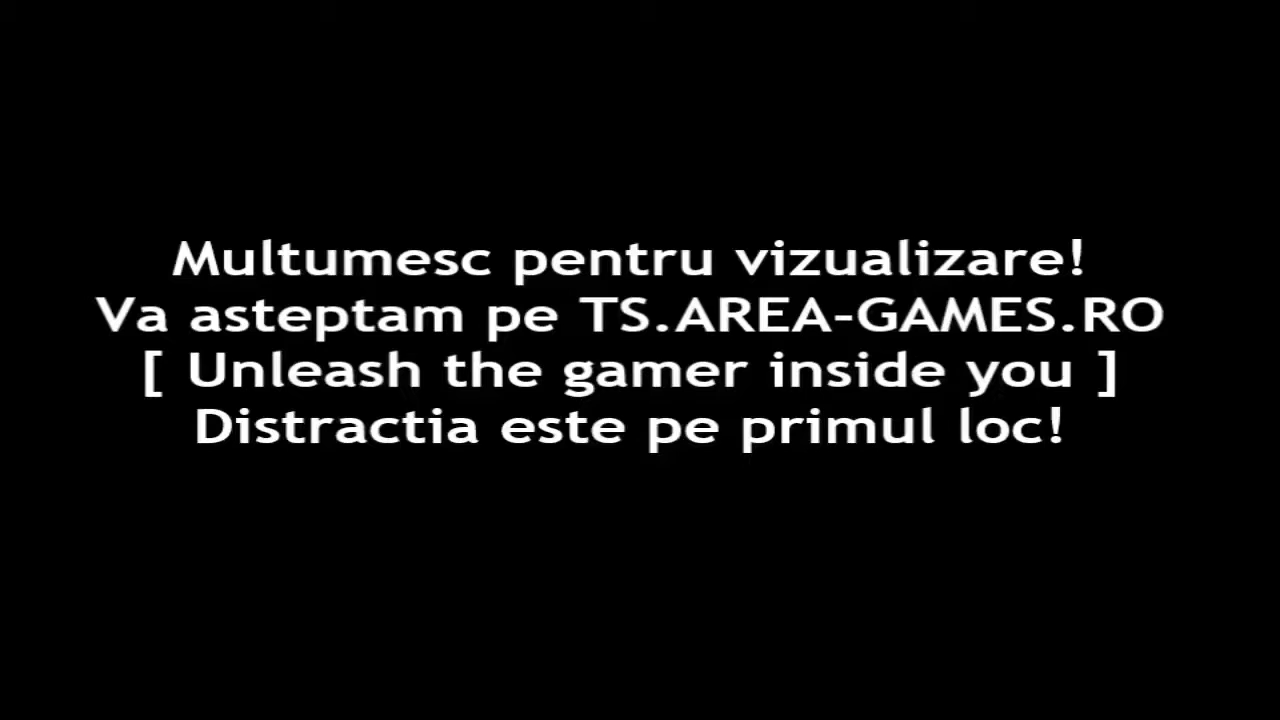 Multumesc pentru vizualizare!
Va asteptam pe TS.AREA-GAMES.RO
[ Unleash the gamer inside you ]
Distractia este pe primul loc!